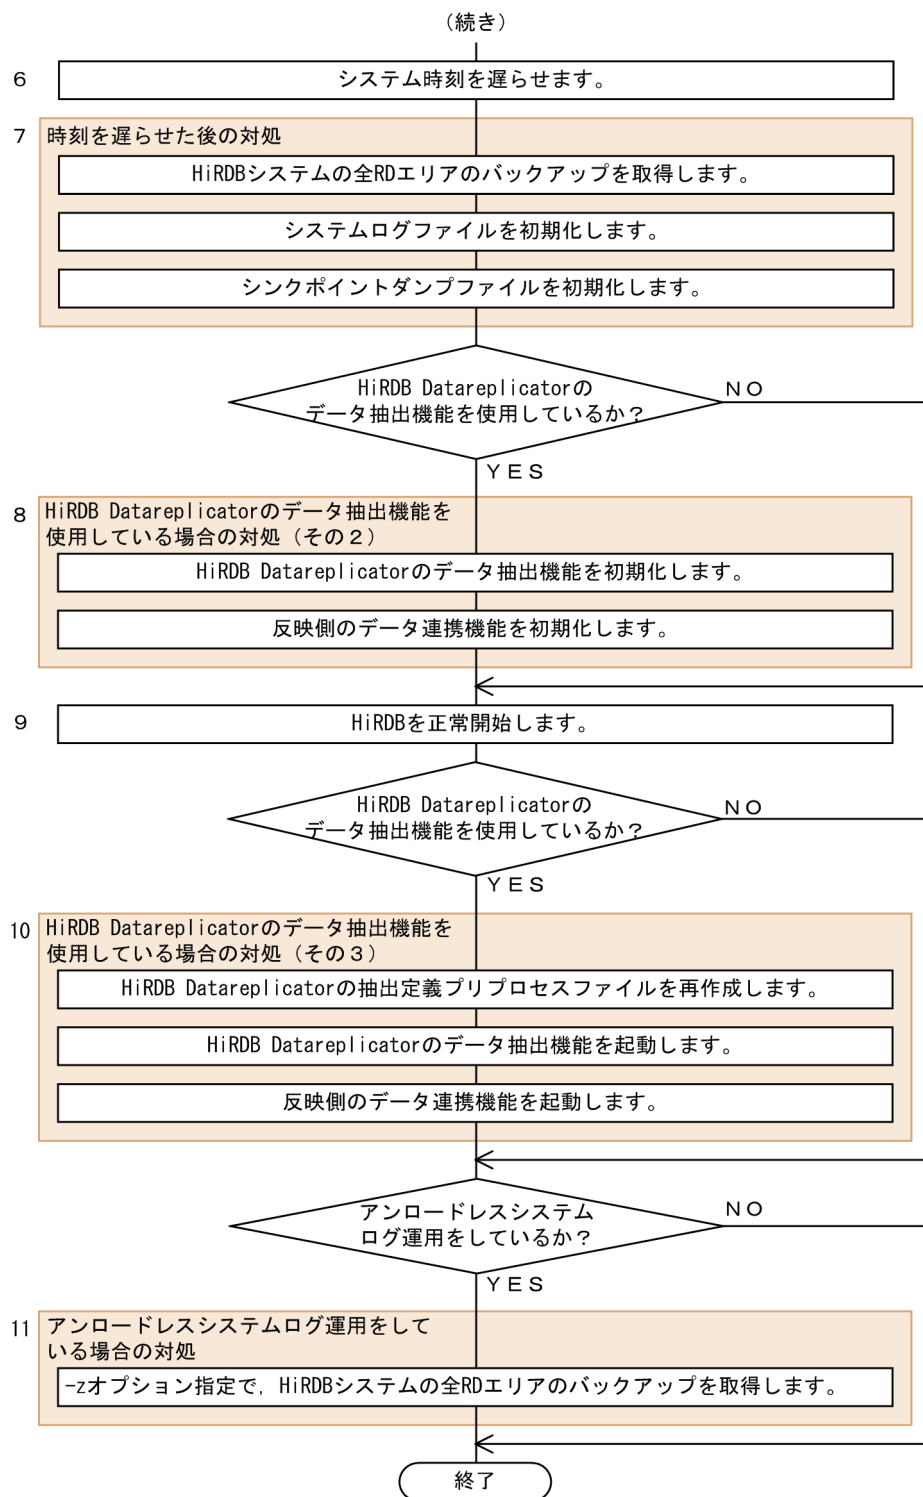 （続き）
6
システム時刻を遅らせます。
7
時刻を遅らせた後の対処
HiRDBシステムの全RDエリアのバックアップを取得します。
システムログファイルを初期化します。
シンクポイントダンプファイルを初期化します。
HiRDB Datareplicatorの
データ抽出機能を使用しているか？
ＮＯ
ＹＥＳ
8
HiRDB Datareplicatorのデータ抽出機能を
使用している場合の対処（その２）
HiRDB Datareplicatorのデータ抽出機能を初期化します。
反映側のデータ連携機能を初期化します。
9
HiRDBを正常開始します。
HiRDB Datareplicatorの
データ抽出機能を使用しているか？
ＮＯ
ＹＥＳ
10
HiRDB Datareplicatorのデータ抽出機能を
使用している場合の対処（その３）
HiRDB Datareplicatorの抽出定義プリプロセスファイルを再作成します。
HiRDB Datareplicatorのデータ抽出機能を起動します。
反映側のデータ連携機能を起動します。
アンロードレスシステム
ログ運用をしているか？
ＮＯ
ＹＥＳ
11
アンロードレスシステムログ運用をして
いる場合の対処
-zオプション指定で，HiRDBシステムの全RDエリアのバックアップを取得します。
終了